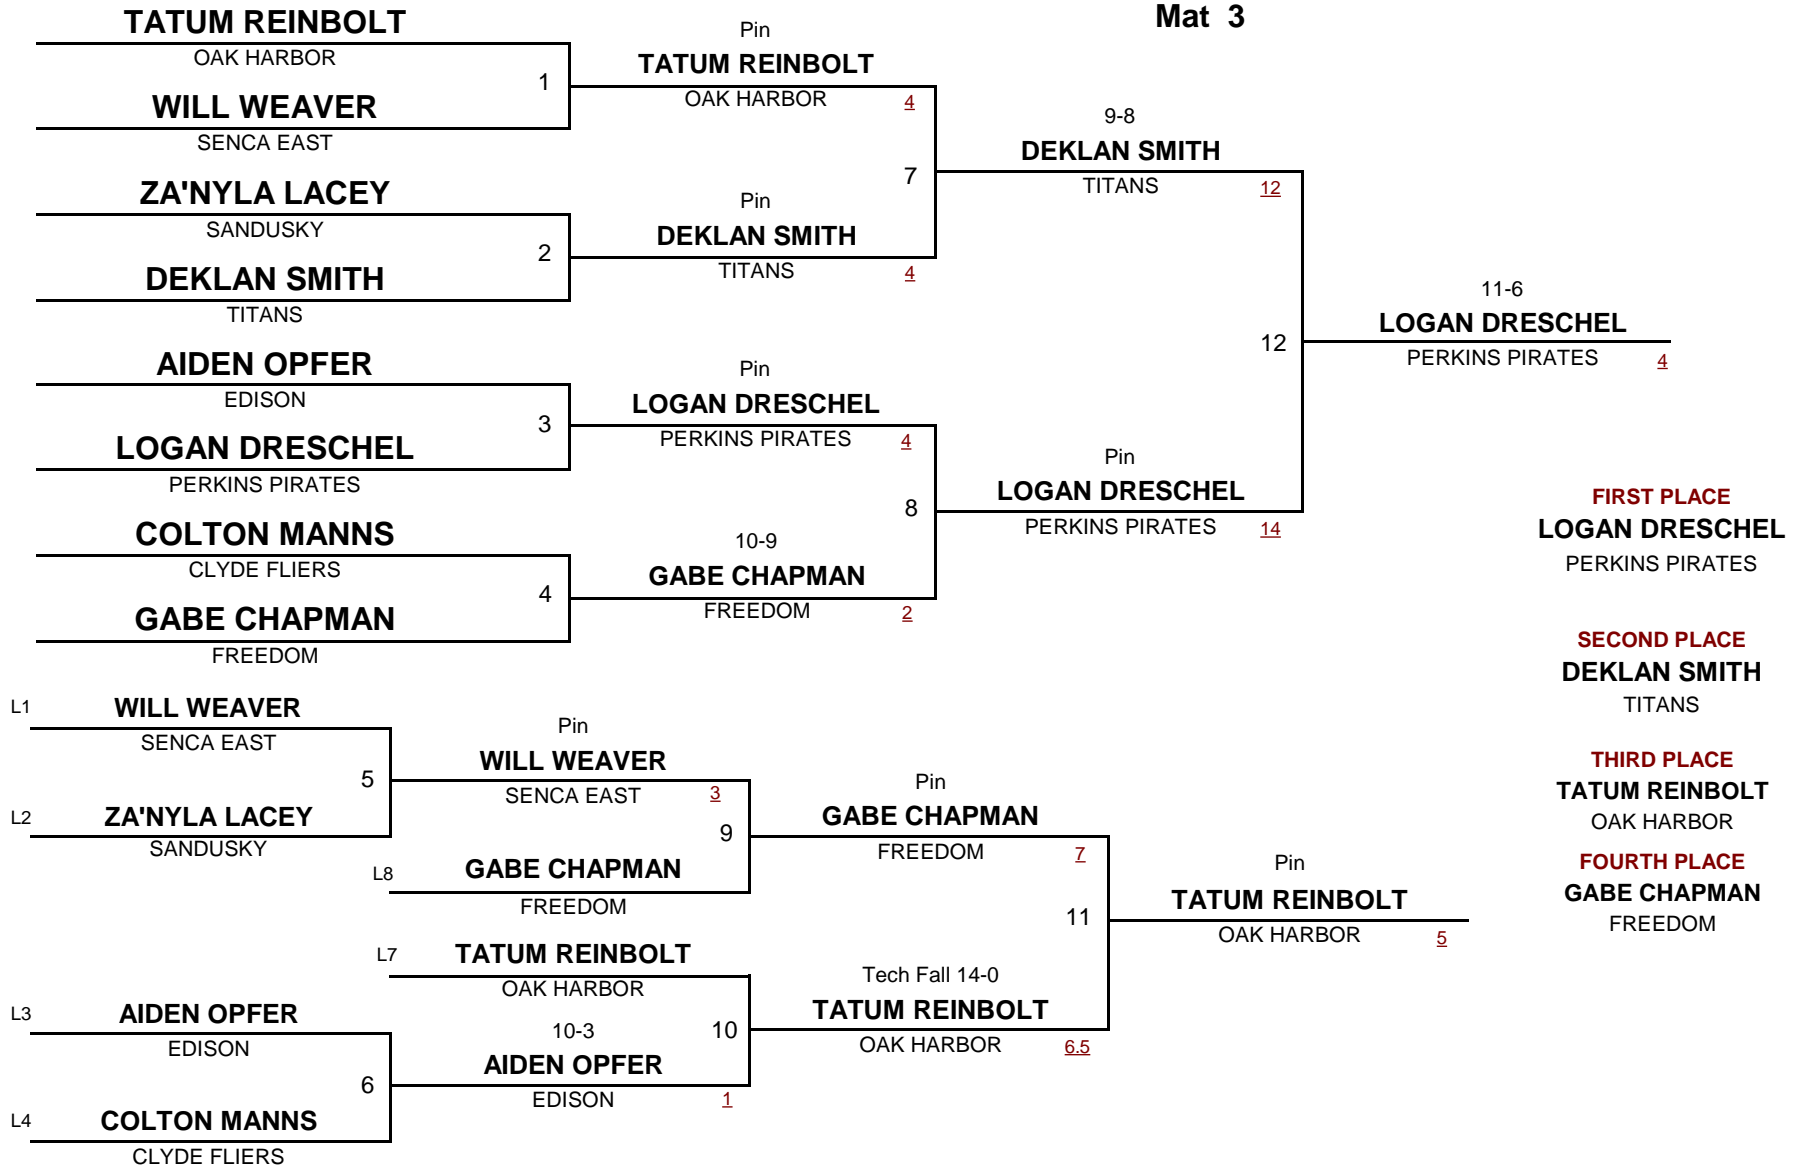 Mat 3
TATUM REINBOLT
OAK HARBOR
1
WILL WEAVER
SENCA EAST
ZA'NYLA LACEY
SANDUSKY
2
DEKLAN SMITH
TITANS
AIDEN OPFER
EDISON
3
LOGAN DRESCHEL
PERKINS PIRATES
COLTON MANNS
CLYDE FLIERS
4
GABE CHAPMAN
FREEDOM
Pin
TATUM REINBOLT
OAK HARBOR 4
7
Pin
DEKLAN SMITH
TITANS 4
Pin
LOGAN DRESCHEL
PERKINS PIRATES 4
8
10-9
GABE CHAPMAN
FREEDOM 2
9-8
DEKLAN SMITH
TITANS 12
12
Pin
LOGAN DRESCHEL
PERKINS PIRATES 14
11-6
LOGAN DRESCHEL
PERKINS PIRATES 4
FIRST PLACE
LOGAN DRESCHEL
PERKINS PIRATES
SECOND PLACE
DEKLAN SMITH
TITANS
THIRD PLACE
TATUM REINBOLT
OAK HARBOR
FOURTH PLACE
GABE CHAPMAN
FREEDOM
L1 WILL WEAVER
SENCA EAST
5
L2 ZA'NYLA LACEY
SANDUSKY
Pin
WILL WEAVER
SENCA EAST 3
9
L8 GABE CHAPMAN
FREEDOM
L7 TATUM REINBOLT
OAK HARBOR
10
L3 AIDEN OPFER
EDISON
6
L4 COLTON MANNS
CLYDE FLIERS
10-3
AIDEN OPFER
EDISON 1
Pin
GABE CHAPMAN
FREEDOM 7
11
Tech Fall 14-0
TATUM REINBOLT
OAK HARBOR 6.5
Pin
TATUM REINBOLT
OAK HARBOR 5